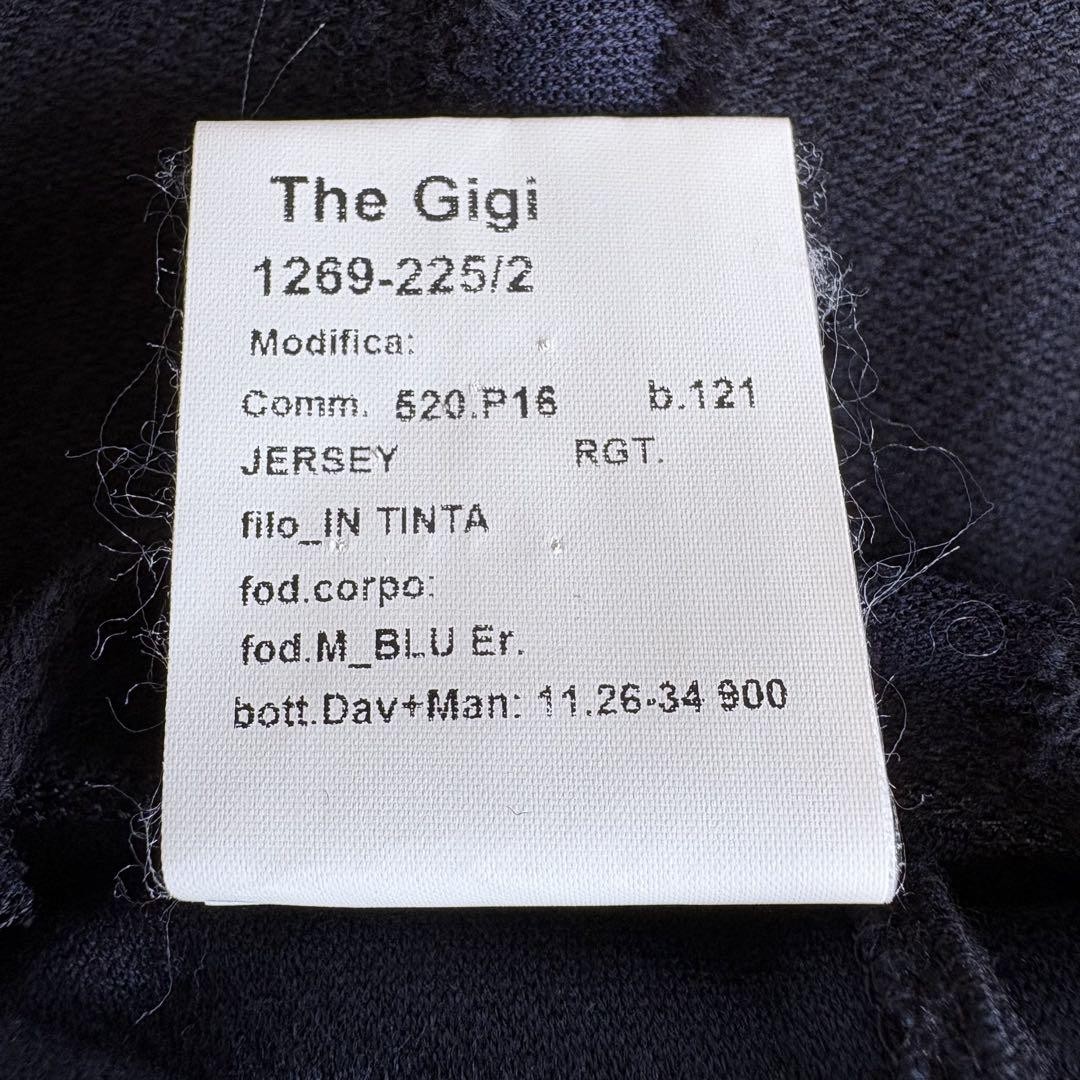 The Gigi
1269-225/2
Modifica:
Comm. 520.P16 b.121
JERSEY RGT.
filo_IN TINTA
fod.corpo:
fod.M_BLU Er.
bott.Dav+Man: 11.26-34 900